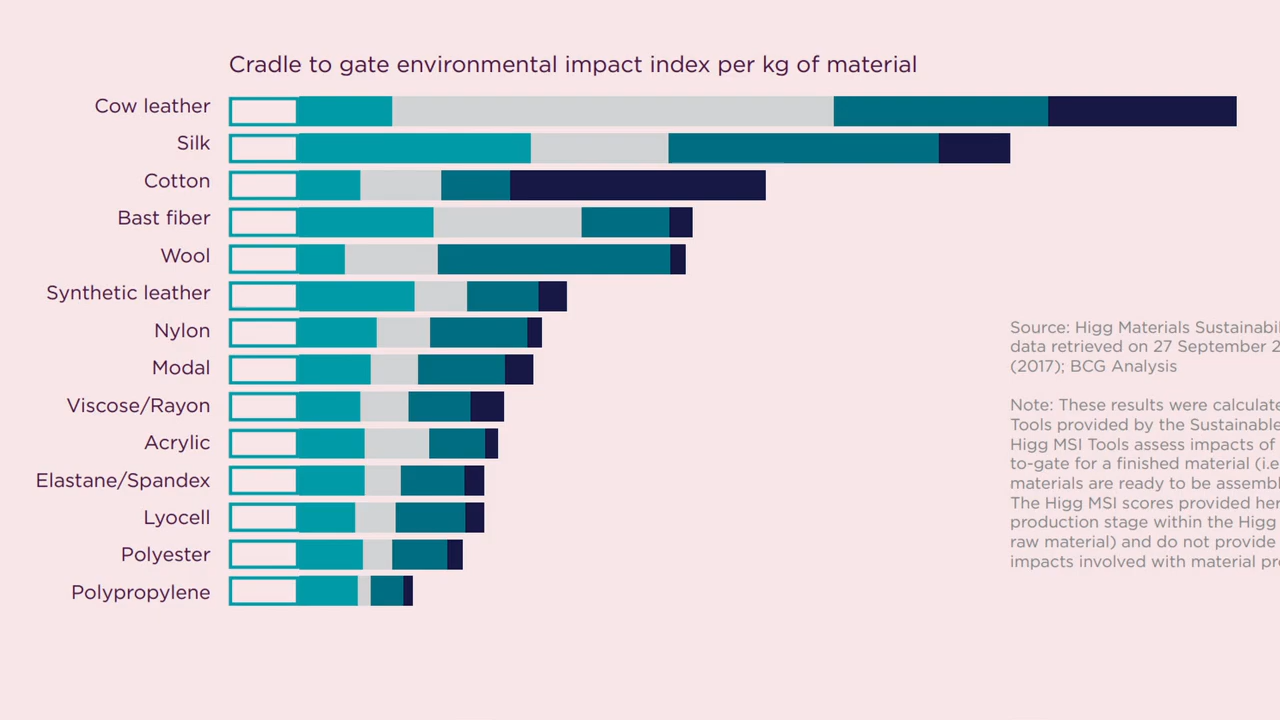 Cradle to gate environmental impact index per kg of material
Cow leather
Silk
Cotton
Bast fiber
Wool
Synthetic leather
Nylon
Modal
Viscose/Rayon
Acrylic
Elastane/Spandex
Lyocell
Polyester
Polypropylene
Source: Higg Materials Sustainabil
data retrieved on 27 September 2
(2017); BCG Analysis
Note: These results were calculate
Tools provided by the Sustainable
Higg MSI Tools assess impacts of
to-gate for a finished material (i.e
materials are ready to be assembl
The Higg MSI scores provided her
production stage within the Higg
raw material) and do not provide
impacts involved with material pr